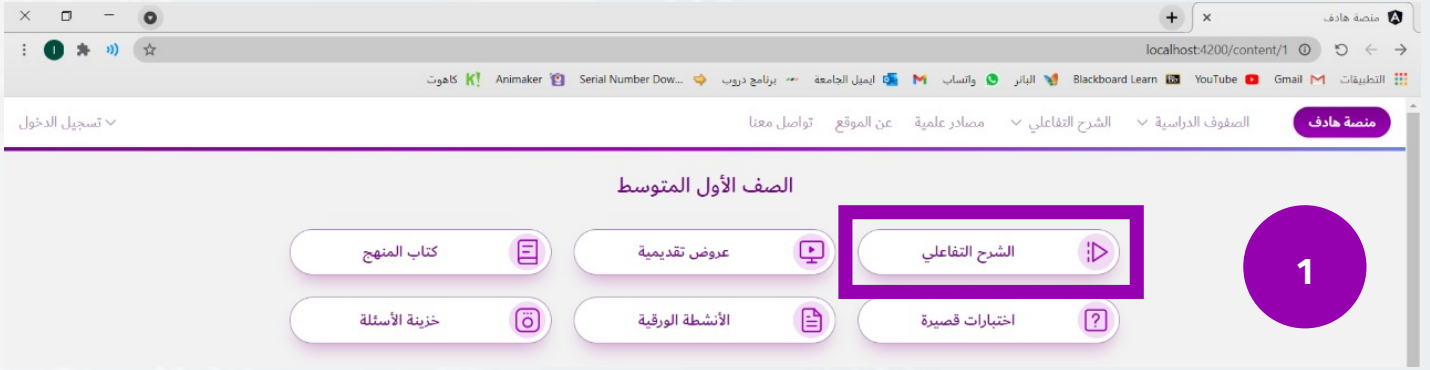 منصة هادف
localhost:4200/content/1
التطبيقات Gmail YouTube Blackboard Learn البانر واتساب ايميل الجامعة برنامج دروب Serial Number Dow... Animaker كاهوت
منصة هادف الصفوف الدراسية الشرح التفاعلي مصادر علمية عن الموقع تواصل معنا تسجيل الدخول
الصف الأول المتوسط
الشرح التفاعلي عروض تقديمية كتاب المنهج
1
اختبارات قصيرة الأنشطة الورقية خزينة الأسئلة